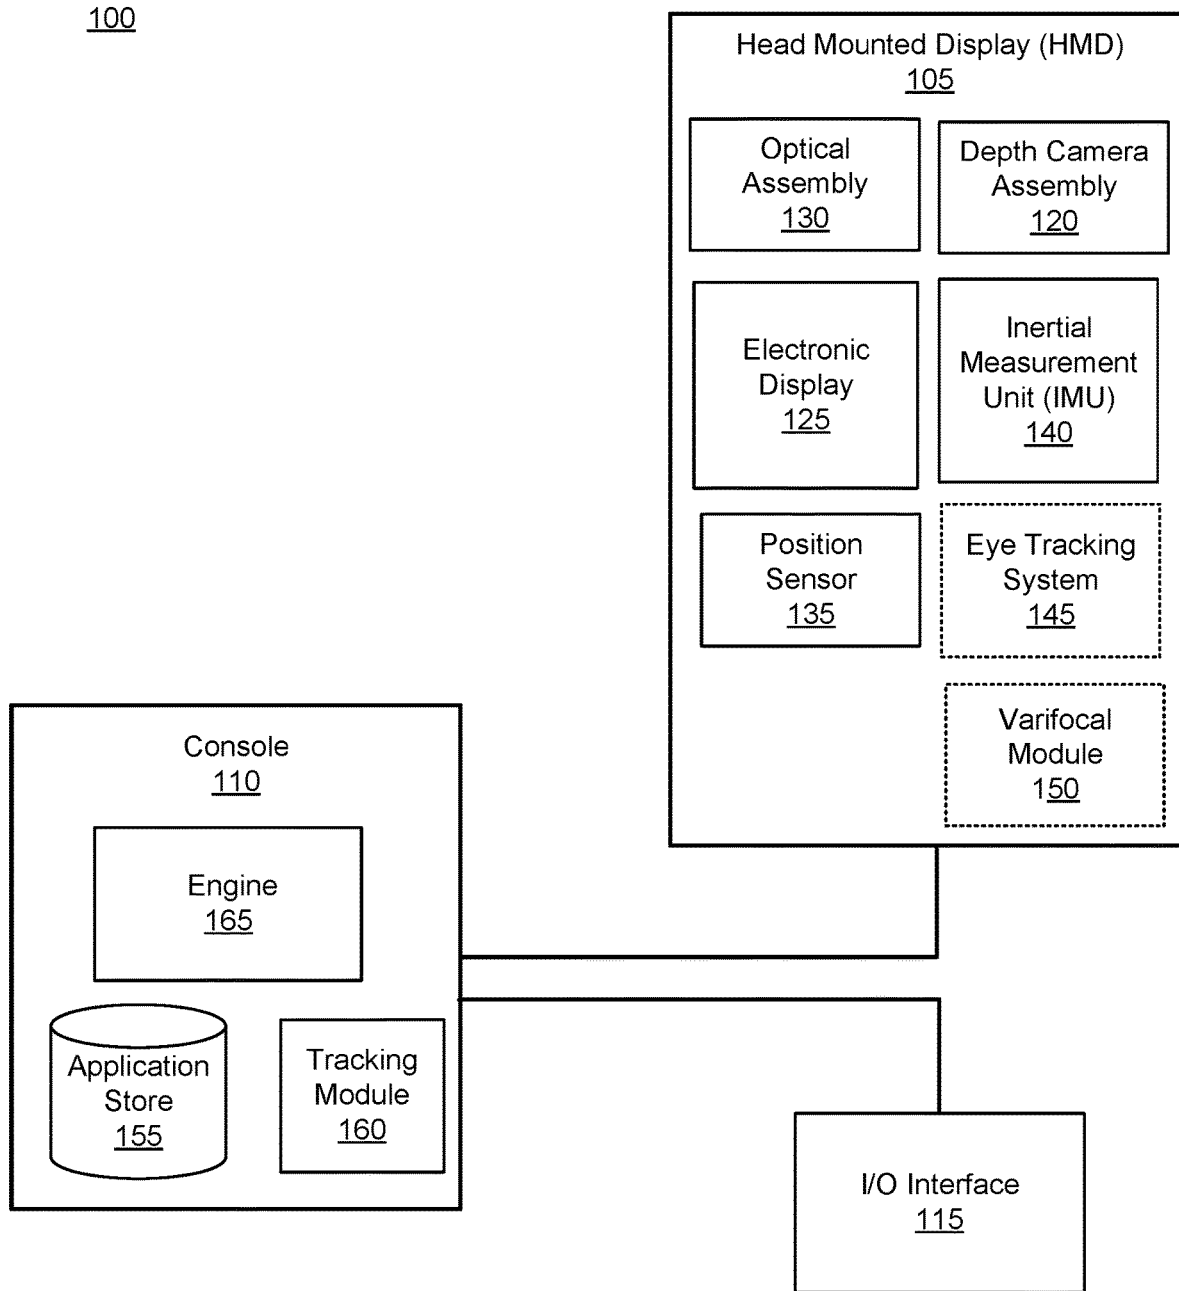 100
Head Mounted Display (HMD)
105
Optical
Assembly
130
Depth Camera
Assembly
120
Electronic
Display
125
Inertial
Measurement
Unit (IMU)
140
Position
Sensor
135
Eye Tracking
System
145
Varifocal
Module
150
Console
110
Engine
165
Application
Store
155
Tracking
Module
160
I/O Interface
115